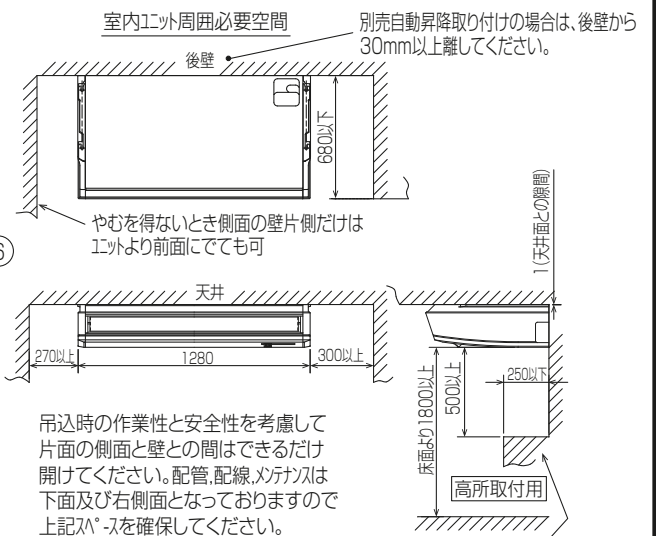 室内ﾕﾆｯﾄ周囲必要空間
別売自動昇降取り付けの場合は、後壁から
30mm以上離してください。
後壁
680以下
やむを得ないとき側面の壁片側だけは
ﾕﾆｯﾄより前面にでても可
1(天井面との隙間)
天井
270以上
1280
300以上
床面より1800以上
500以上
250以下
高所取付用
吊込時の作業性と安全性を考慮して
片面の側面と壁との間はできるだけ
開けてください。配管,配線,ﾒﾝﾃﾅﾝｽは
下面及び右側面となっておりますので
上記ｽﾍﾟｰｽを確保してください。